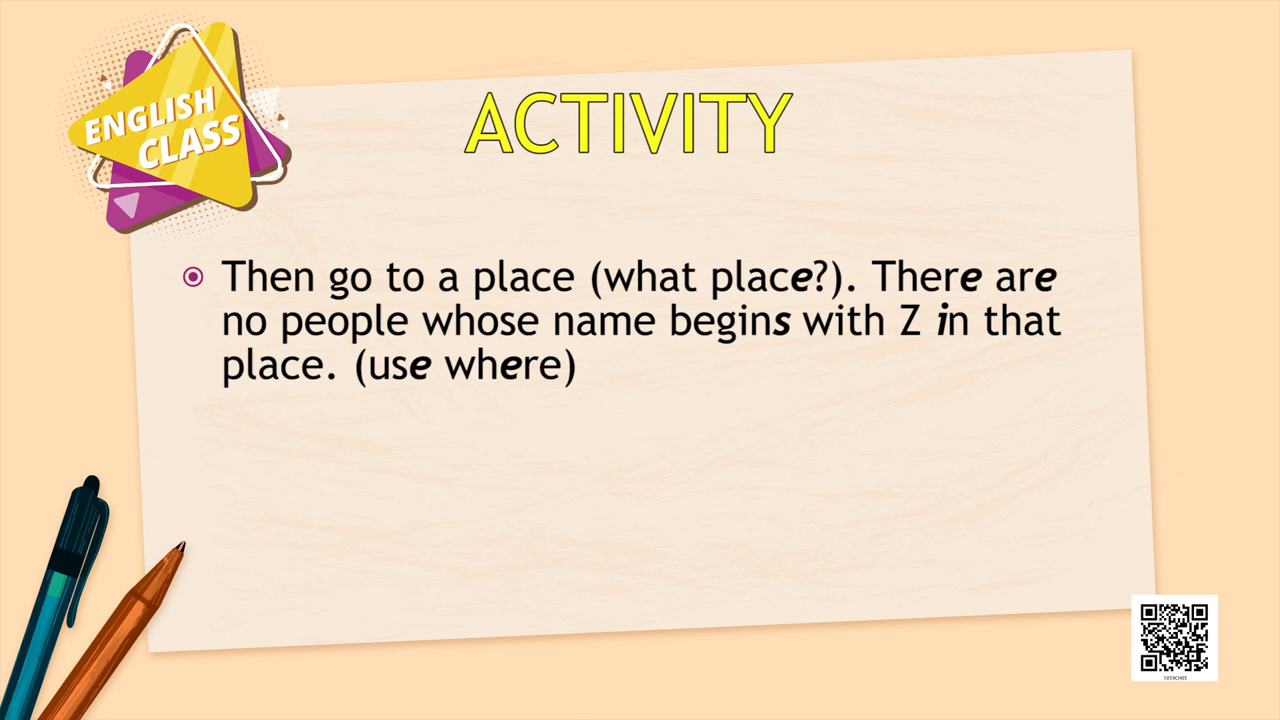 ENGLISH
CLASS
ACTIVITY
Then go to a place (what place?). There are
no people whose name begins with Z in that
place. (use where)
1059CH05